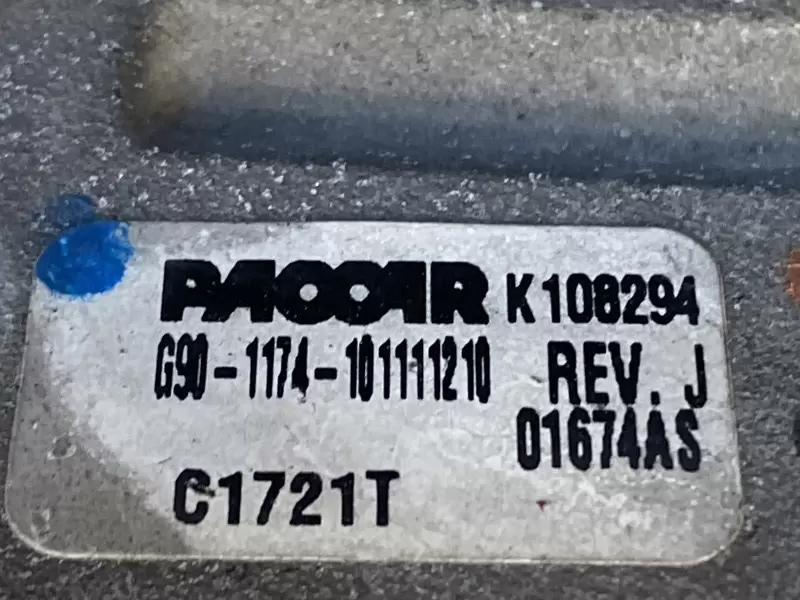 PACCAR K108294
G90-1174-101111210 REV. J
01674AS
C1721T